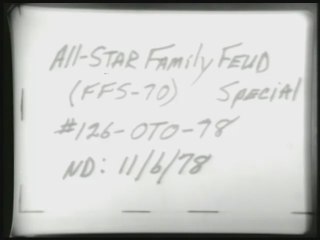 All-STAR Family FEUD
(FFS-70) Special
#126-OTO-78
ND: 11/6/78